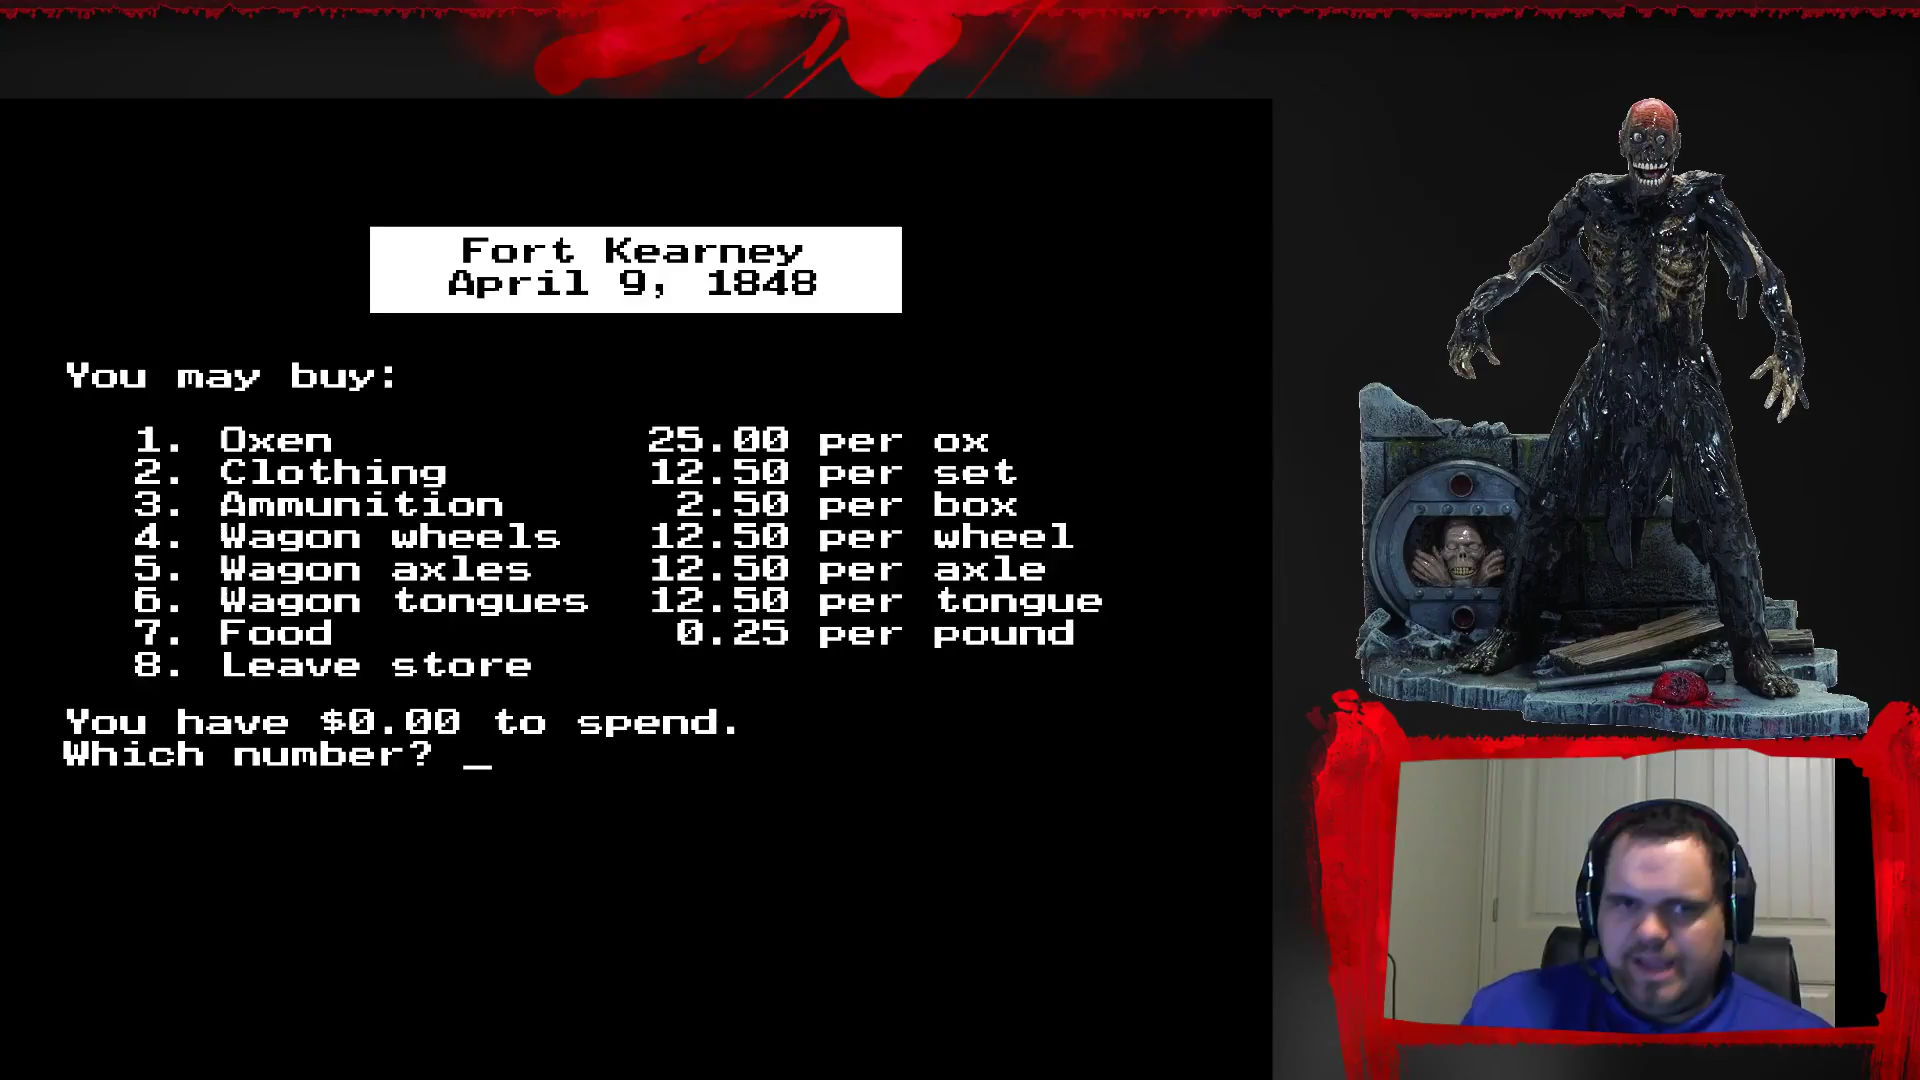 Fort Kearney
April 9, 1848
You may buy:
1. Oxen 25.00 per ox
2. Clothing 12.50 per set
3. Ammunition 2.50 per box
4. Wagon wheels 12.50 per wheel
5. Wagon axles 12.50 per axle
6. Wagon tongues 12.50 per tongue
7. Food 0.25 per pound
8. Leave store
You have $0.00 to spend.
Which number? _